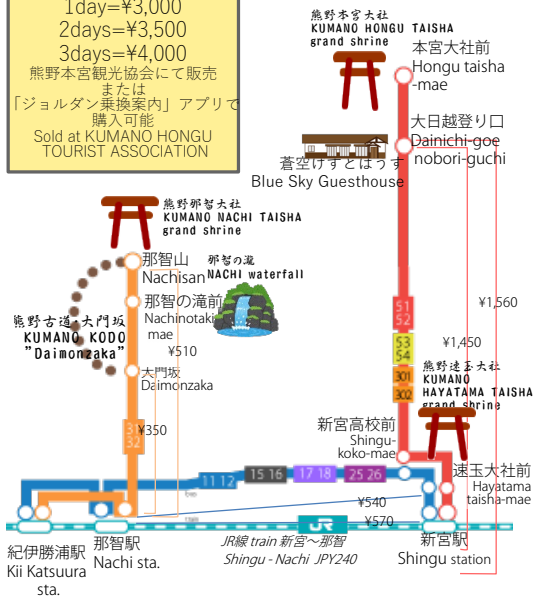 1day=¥3,000
2days=¥3,500
3days=¥4,000
熊野本宮観光協会にて販売
または
「ジョルダン乗換案内」アプリで
購入可能
Sold at KUMANO HONGU
TOURIST ASSOCIATION
熊野本宮大社
KUMANO HONGU TAISHA
grand shrine
本宮大社前
Hongu taisha
-mae
大日越登り口
Dainichi-goe
nobori-guchi
蒼空げすとはうす
Blue Sky Guesthouse
熊野那智大社
KUMANO NACHI TAISHA
grand shrine
那智山
Nachisan
那智の滝
NACHI waterfall
那智の滝前
Nachinotaki
mae
熊野古道 大門坂
KUMANO KODO
"Daimonzaka"
¥510
大門坂
Daimonzaka
31
32
¥350
51
52
¥1,560
53
54
¥1,450
301
302
熊野速玉大社
KUMANO
HAYATAMA TAISHA
grand shrine
新宮高校前
Shingu-
koko-mae
11 12
15 16
17 18
25 26
速玉大社前
Hayatama
taisha-mae
¥540
¥570
JR
紀伊勝浦駅
Kii Katsuura
sta.
那智駅
Nachi sta.
JR線 train 新宮〜那智
Shingu - Nachi JPY240
新宮駅
Shingu station